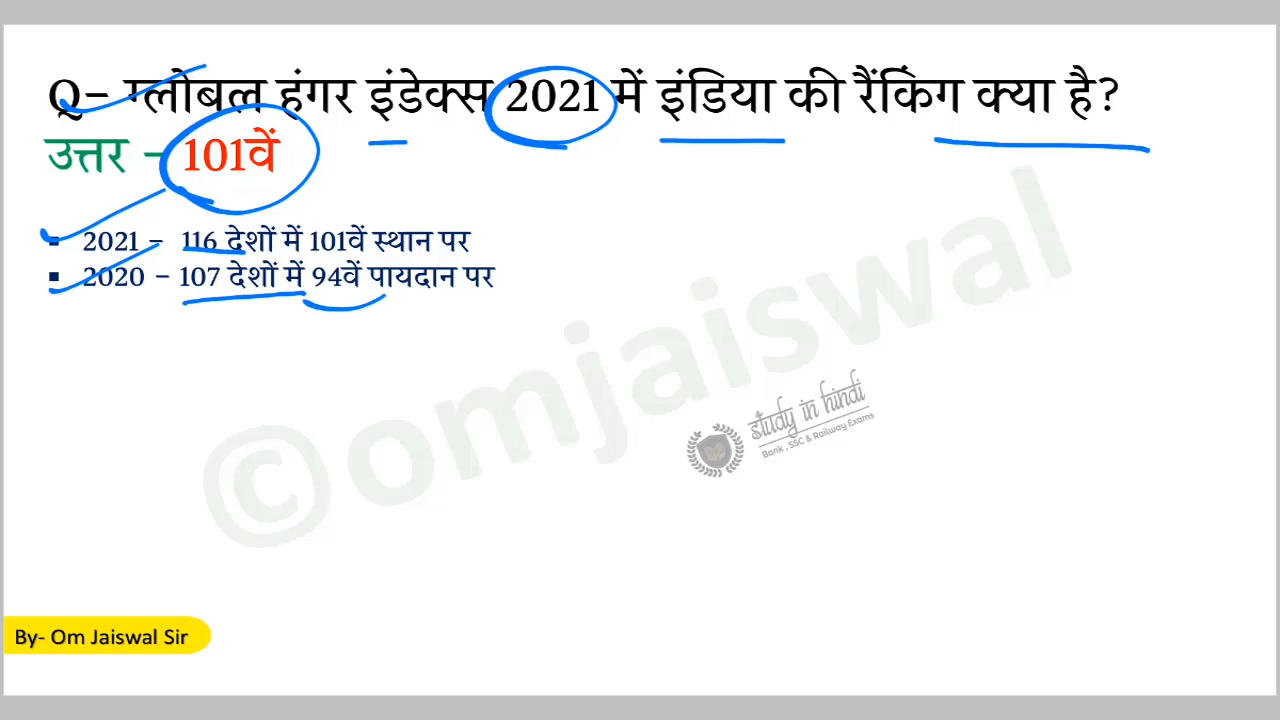 Q– ग्लोबल हंगर इंडेक्स 2021 में इंडिया की रैंकिंग क्या है?
उत्तर – 101वें
▪ 2021 – 116 देशों में 101वें स्थान पर
▪ 2020 – 107 देशों में 94वें पायदान पर
©omjaiswal
study in hindi
Bank , SSC & Railway Exams
By- Om Jaiswal Sir